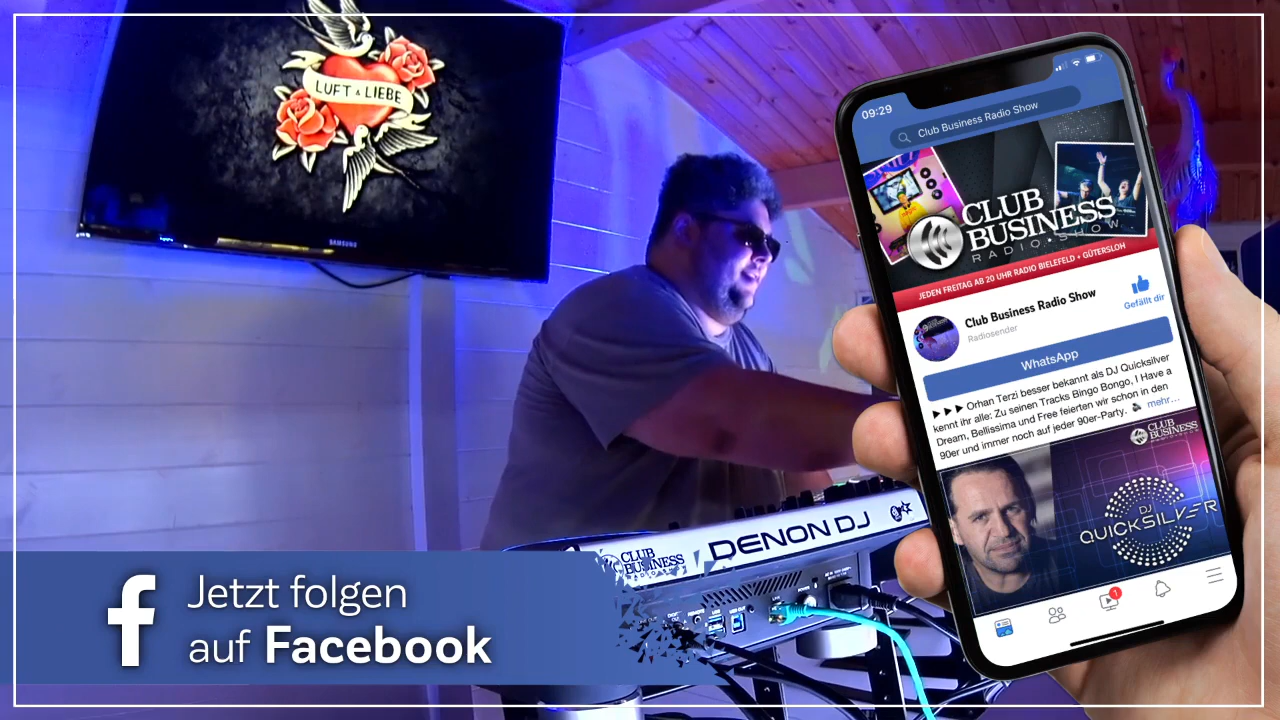 LUFT & LIEBE
SAMSUNG
09:29
Club Business Radio Show
CLUB
BUSINESS
RADIO SHOW
JEDEN FREITAG AB 20 UHR RADIO BIELEFELD + GÜTERSLOH
Club Business Radio Show
Radiosender
Gefällt dir
WhatsApp
▶ ▶ ▶ Orhan Terzi besser bekannt als DJ Quicksilver
kennt ihr alle: Zu seinen Tracks Bingo Bongo, I Have a
Dream, Bellissima und Free feierten wir schon in den
90er und immer noch auf jeder 90er-Party. mehr...
CLUB
BUSINESS
DJ
QUICKSILVER
1
CLUB
BUSINESS
RADIO SHOW
DENON DJ
Jetzt folgen
auf Facebook